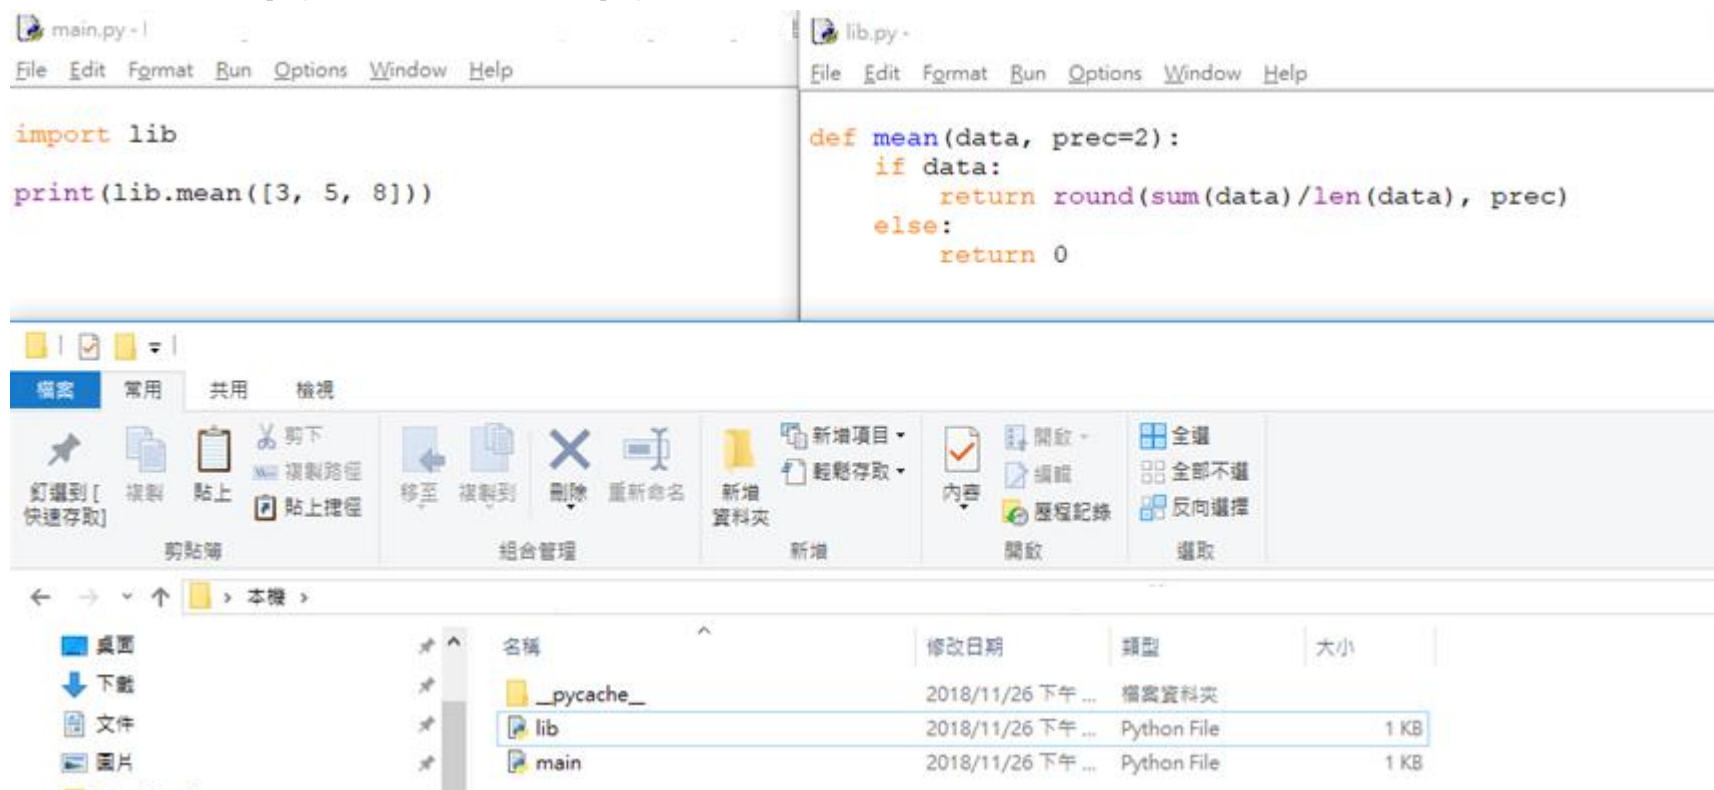 main.py -
File Edit Format Run Options Window Help
import lib
print(lib.mean([3, 5, 8]))
lib.py -
File Edit Format Run Options Window Help
def mean(data, prec=2):
    if data:
        return round(sum(data)/len(data), prec)
    else:
        return 0
檔案 常用 共用 檢視
釘選到 [快速存取]
複製
貼上
剪下
複製路徑
貼上捷徑
剪貼簿
移至
複製到
刪除
重新命名
組合管理
新增資料夾
新增項目
輕鬆存取
新增
內容
開啟
編輯
歷程記錄
開啟
全選
全部不選
反向選擇
選取
› 本機 ›
桌面
下載
文件
圖片
名稱 修改日期 類型 大小
__pycache__ 2018/11/26 下午 ... 檔案資料夾
lib 2018/11/26 下午 ... Python File 1 KB
main 2018/11/26 下午 ... Python File 1 KB